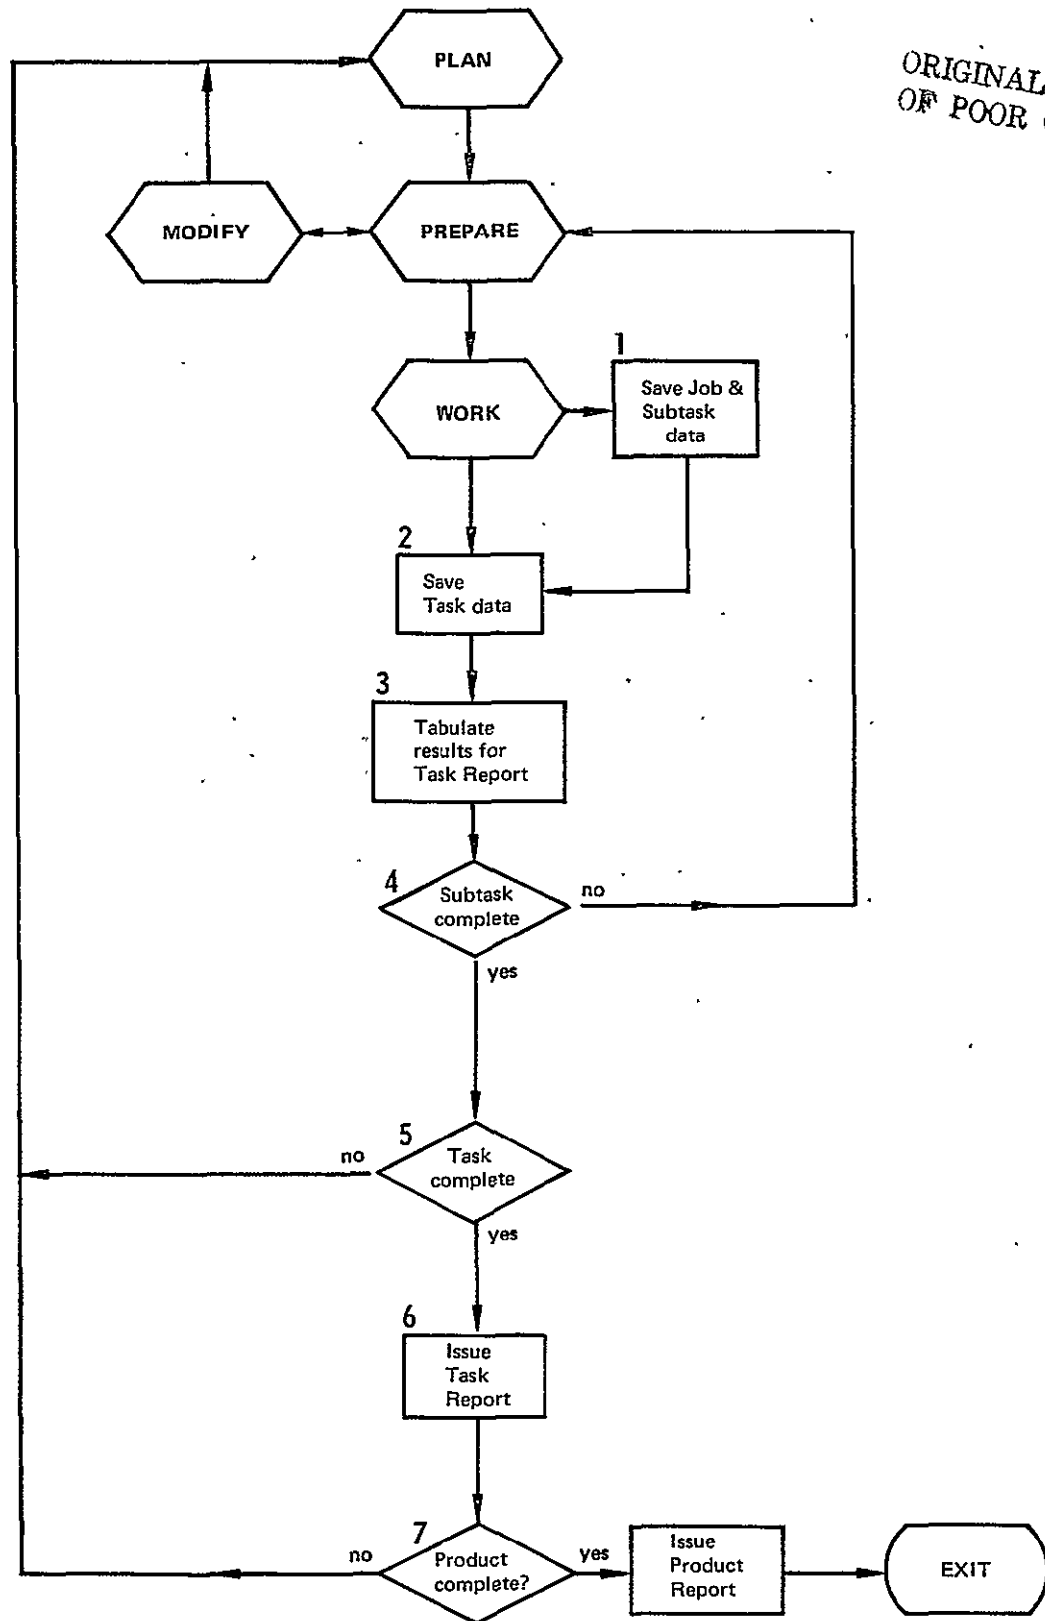 PLAN
ORIGINAL
OF POOR
MODIFY
PREPARE
1
Save Job &
Subtask
data
WORK
2
Save
Task data
3
Tabulate
results for
Task Report
4
Subtask
complete
no
yes
5
Task
complete
no
yes
6
Issue
Task
Report
7
Product
complete?
no
yes
Issue
Product
Report
EXIT